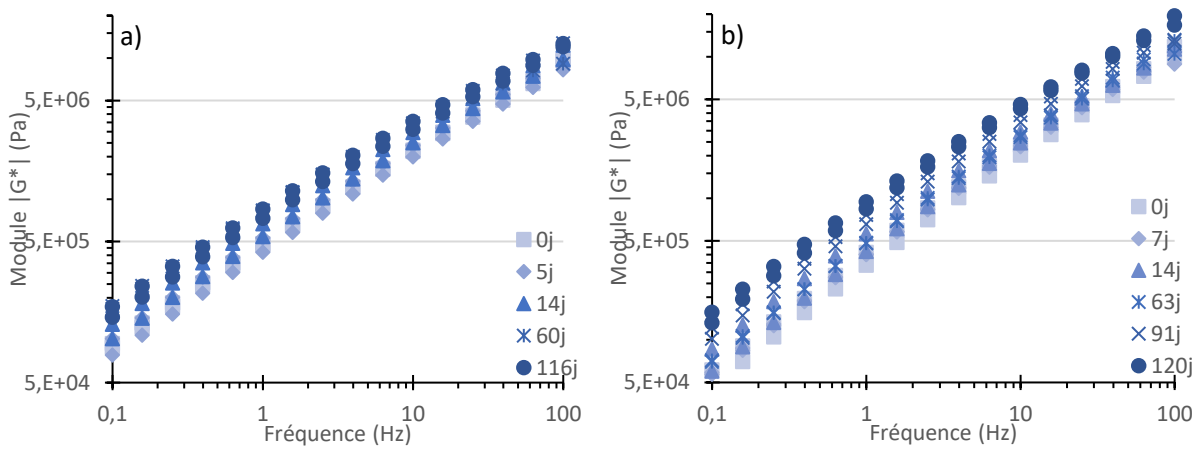 a)
Module |G*| (Pa)
5,E+06
5,E+05
5,E+04
0,1
1
10
100
Fréquence (Hz)
0j
5j
14j
60j
116j
b)
Module |G*| (Pa)
5,E+06
5,E+05
5,E+04
0,1
1
10
100
Fréquence (Hz)
0j
7j
14j
63j
91j
120j